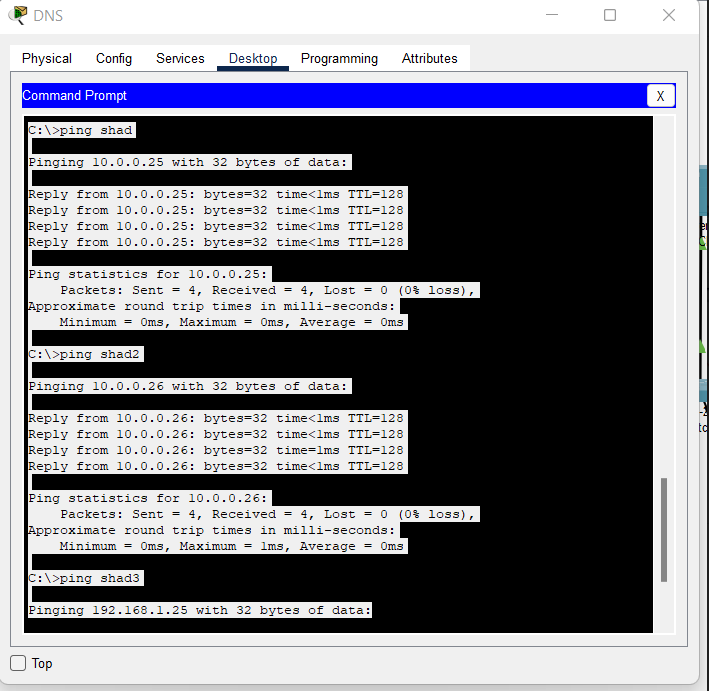 DNS
Physical Config Services Desktop Programming Attributes
Command Prompt
X
C:\>ping shad
Pinging 10.0.0.25 with 32 bytes of data:
Reply from 10.0.0.25: bytes=32 time<1ms TTL=128
Reply from 10.0.0.25: bytes=32 time<1ms TTL=128
Reply from 10.0.0.25: bytes=32 time<1ms TTL=128
Reply from 10.0.0.25: bytes=32 time<1ms TTL=128
Ping statistics for 10.0.0.25:
Packets: Sent = 4, Received = 4, Lost = 0 (0% loss),
Approximate round trip times in milli-seconds:
Minimum = 0ms, Maximum = 0ms, Average = 0ms
C:\>ping shad2
Pinging 10.0.0.26 with 32 bytes of data:
Reply from 10.0.0.26: bytes=32 time<1ms TTL=128
Reply from 10.0.0.26: bytes=32 time<1ms TTL=128
Reply from 10.0.0.26: bytes=32 time=1ms TTL=128
Reply from 10.0.0.26: bytes=32 time<1ms TTL=128
Ping statistics for 10.0.0.26:
Packets: Sent = 4, Received = 4, Lost = 0 (0% loss),
Approximate round trip times in milli-seconds:
Minimum = 0ms, Maximum = 1ms, Average = 0ms
C:\>ping shad3
Pinging 192.168.1.25 with 32 bytes of data:
Top